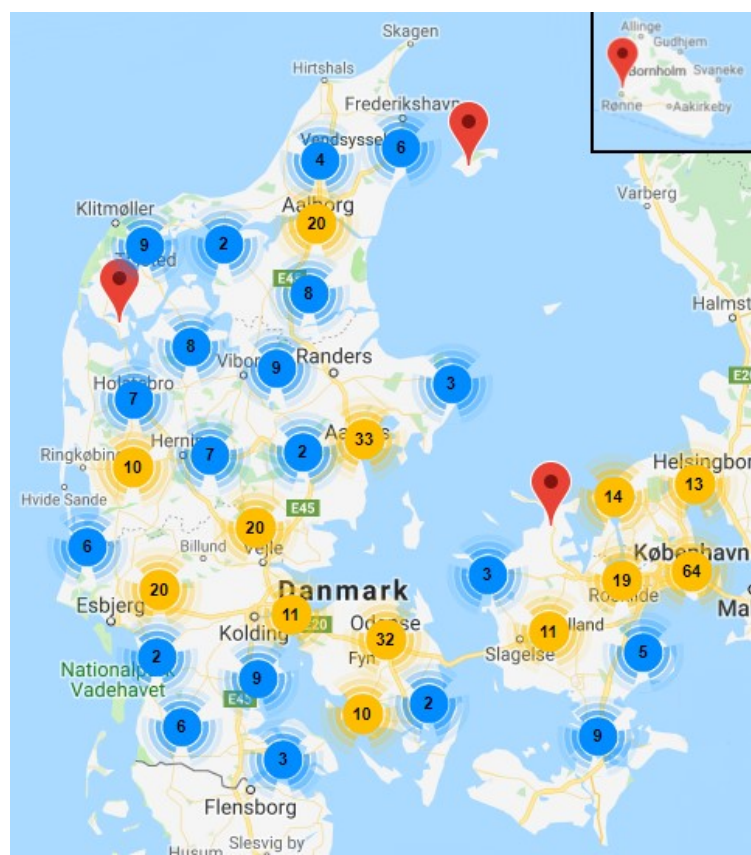 Skagen
Allinge
Gudhjem
Bornholm
Svaneke
Rønne
Aakirkeby
Hirtshals
Frederikshavn
Vendsyssel
6
4
Varberg
Klitmøller
Aalborg
20
9
2
E45
8
Halmst
8
Viborg
9
Randers
3
E20
Holstebro
7
33
Ringkøbing
10
Herning
7
2
Helsingbor
13
14
Hvide Sande
E45
20
6
Billund
Vejle
København
64
3
19
Roskilde
20
Danmark
Ma
Esbjerg
11
E20
Kolding
Odense
32
Fyn
11
lland
Slagelse
5
2
Nationalpark
Vadehavet
9
E45
10
2
6
9
3
Flensborg
Slesvig by
Husum